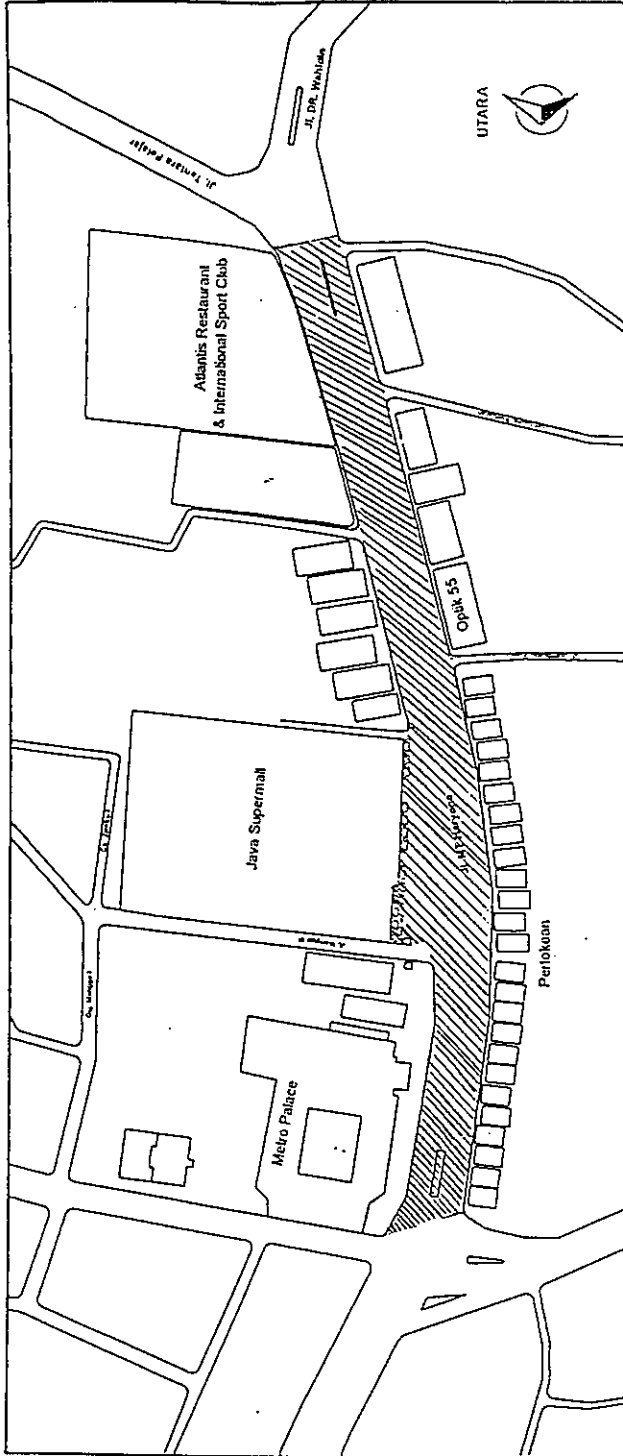 UTARA
Jl. DR. Wahidin
Jl. Tentara Pelajar
Atlantis Restaurant
& International Sport Club
Optik 55
Java Supermall
Jl. MT Haryono
Pertokoan
Metro Palace